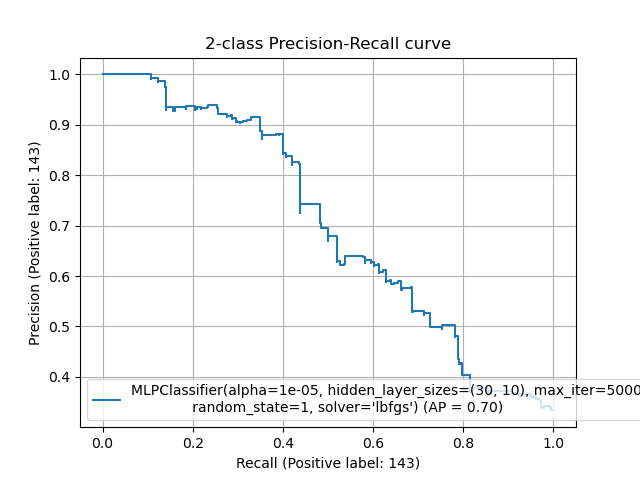 2-class Precision-Recall curve
1.0
0.9
0.8
0.7
0.6
0.5
0.4
Precision (Positive label: 143)
MLPClassifier(alpha=1e-05, hidden_layer_sizes=(30, 10), max_iter=5000
random_state=1, solver='lbfgs') (AP = 0.70)
0.0 0.2 0.4 0.6 0.8 1.0
Recall (Positive label: 143)